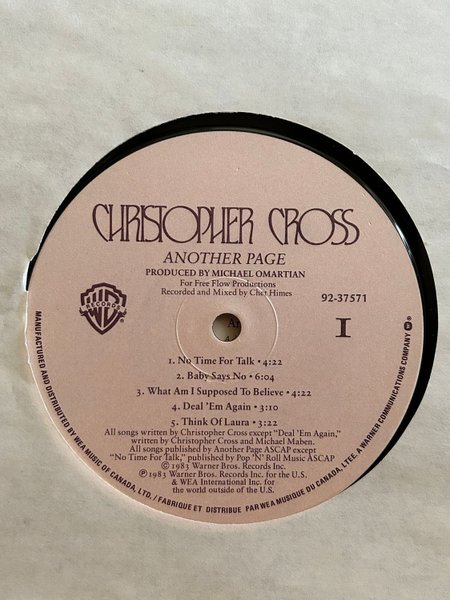 CHRISTOPHER CROSS
ANOTHER PAGE
PRODUCED BY MICHAEL OMARTIAN
For Free Flow Productions
Recorded and Mixed by Chet Himes
92-37571
WB
RECORDS
I
1. No Time For Talk • 4:22
2. Baby Says No • 6:04
3. What Am I Supposed To Believe • 4:22
4. Deal 'Em Again • 3:10
5. Think Of Laura • 3:22
All songs written by Christopher Cross except "Deal 'Em Again,"
written by Christopher Cross and Michael Maben.
All songs published by Another Page ASCAP except
"No Time For Talk," published by Pop 'N' Roll Music ASCAP
© 1983 Warner Bros. Records Inc.
℗ 1983 Warner Bros. Records Inc. for the U.S.
& WEA International Inc. for
the world outside of the U.S.
MANUFACTURED AND DISTRIBUTED BY WEA MUSIC OF CANADA, LTD. / FABRIQUE ET DISTRIBUE PAR WEA MUSIQUE DU CANADA, LTEE. A WARNER COMMUNICATIONS COMPANY